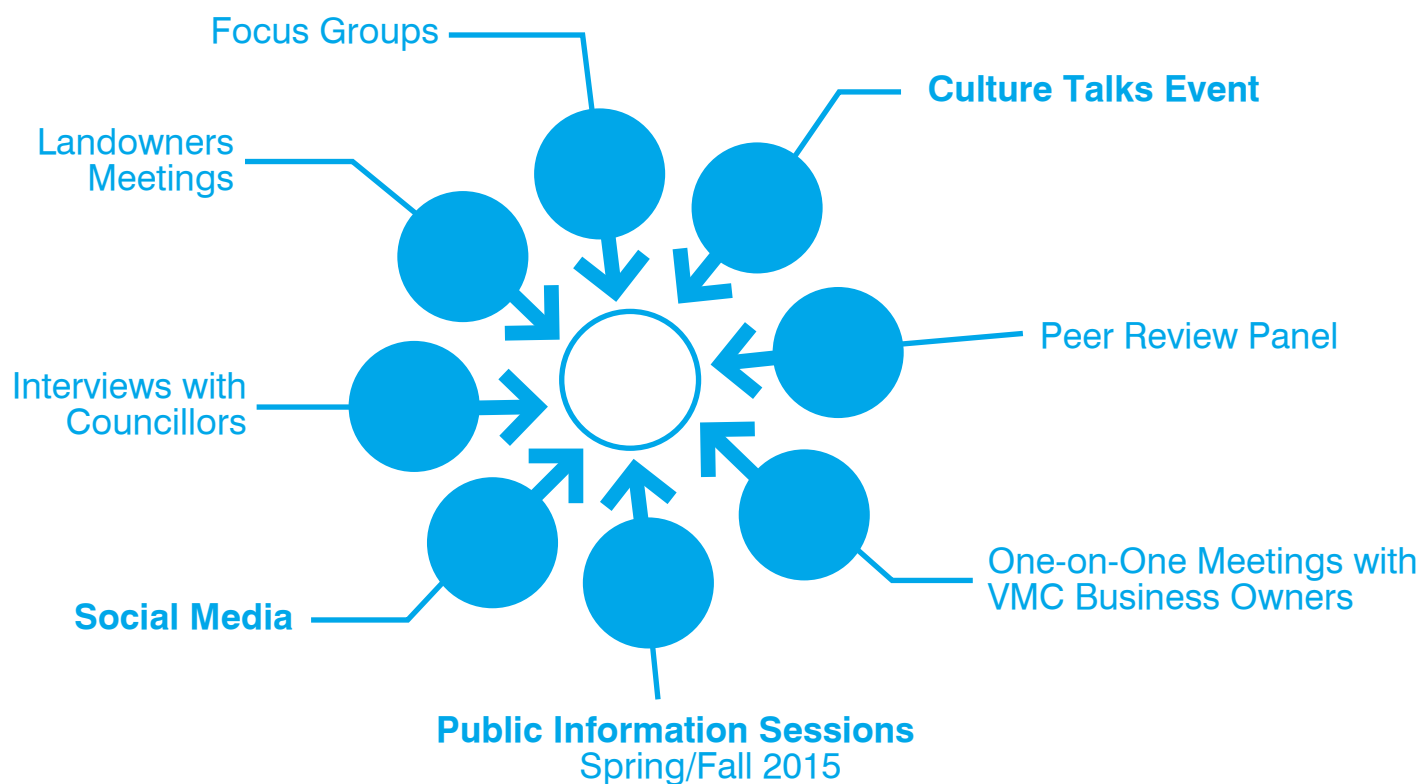 Focus Groups
Culture Talks Event
Landowners
Meetings
Peer Review Panel
Interviews with
Councillors
One-on-One Meetings with
VMC Business Owners
Social Media
Public Information Sessions
Spring/Fall 2015